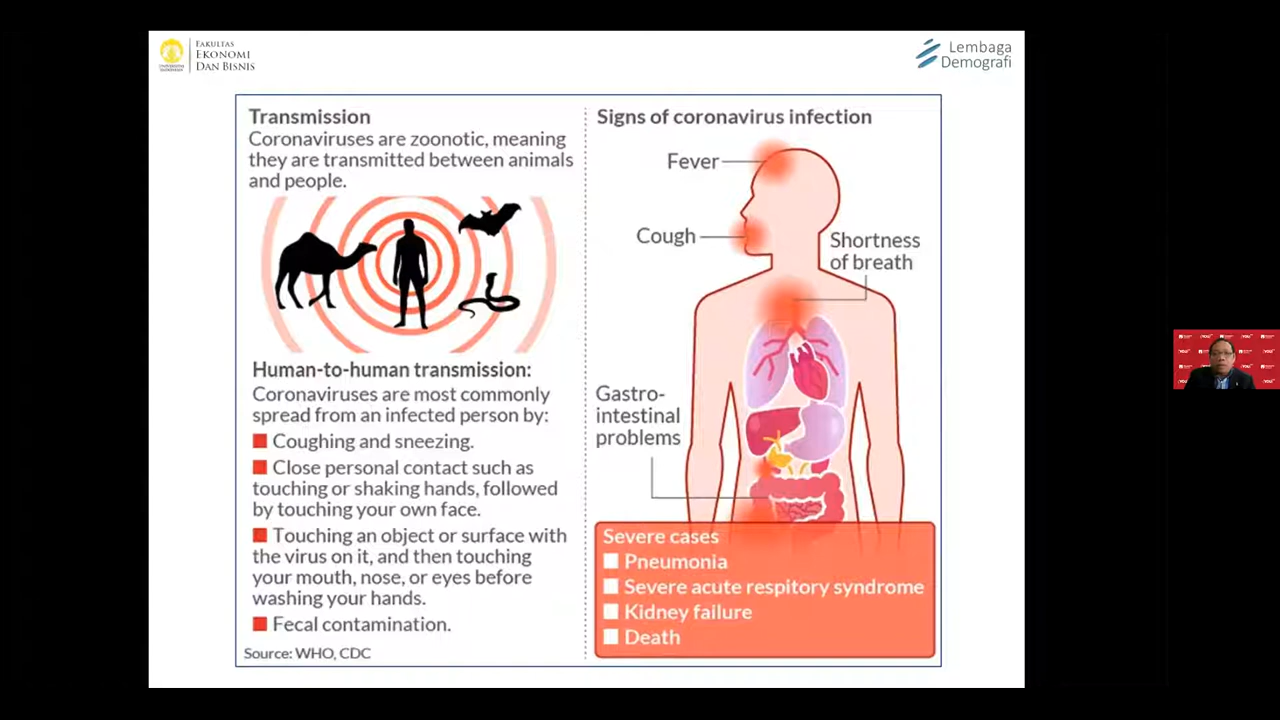 FAKULTAS
EKONOMI
DAN BISNIS
Lembaga
Demografi
Transmission
Coronaviruses are zoonotic, meaning
they are transmitted between animals
and people.
Human-to-human transmission:
Coronaviruses are most commonly
spread from an infected person by:
Coughing and sneezing.
Close personal contact such as
touching or shaking hands, followed
by touching your own face.
Touching an object or surface with
the virus on it, and then touching
your mouth, nose, or eyes before
washing your hands.
Fecal contamination.
Source: WHO, CDC
Signs of coronavirus infection
Fever
Cough
Shortness
of breath
Gastro-
intestinal
problems
Severe cases
Pneumonia
Severe acute respitory syndrome
Kidney failure
Death